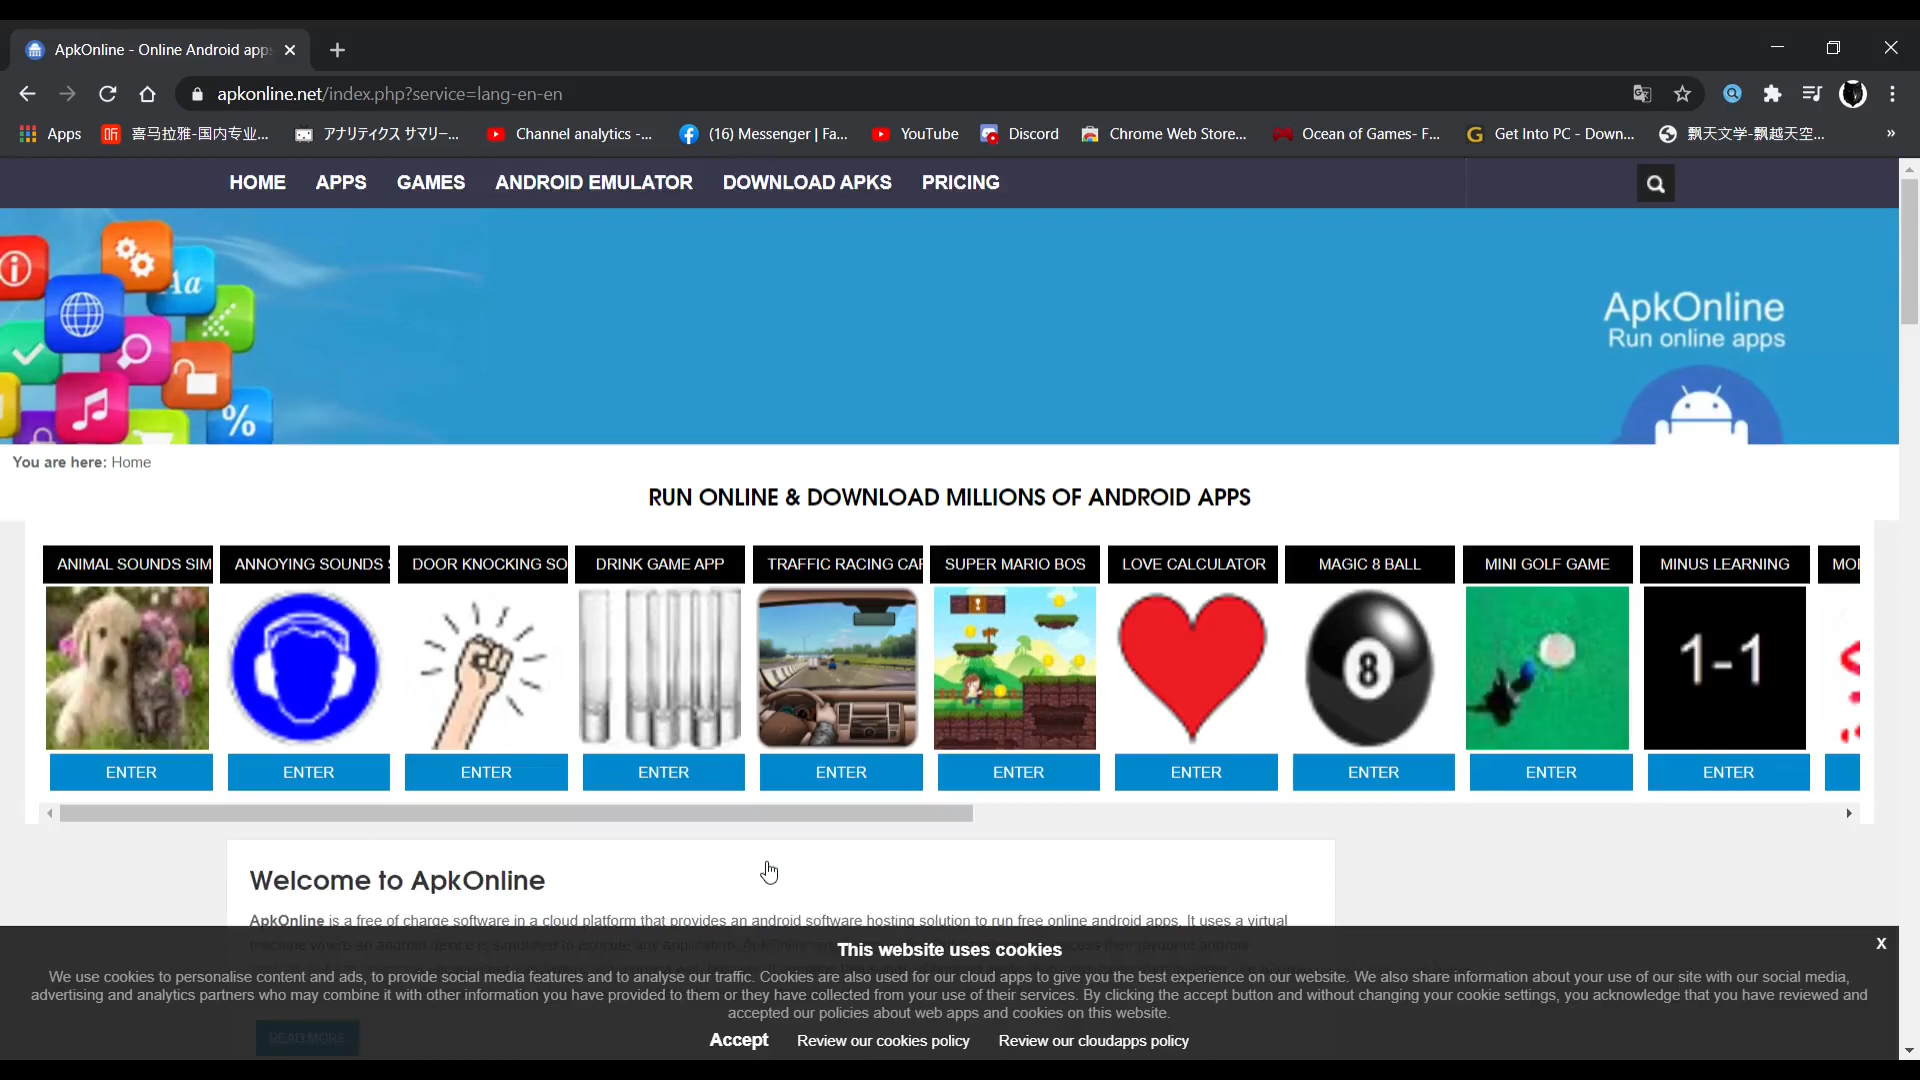 ApkOnline - Online Android apps
apkonline.net/index.php?service=lang-en-en
Apps 喜马拉雅-国内专业... アナリティクス サマリー... Channel analytics -... (16) Messenger | Fa... YouTube Discord Chrome Web Store... Ocean of Games- F... Get Into PC - Down... 飘天文学-飘越天空... »
HOME APPS GAMES ANDROID EMULATOR DOWNLOAD APKS PRICING
Aa
%
ApkOnline
Run online apps
You are here: Home
RUN ONLINE & DOWNLOAD MILLIONS OF ANDROID APPS
ANIMAL SOUNDS SIM ANNOYING SOUNDS DOOR KNOCKING SO DRINK GAME APP TRAFFIC RACING CAR SUPER MARIO BOS LOVE CALCULATOR MAGIC 8 BALL MINI GOLF GAME MINUS LEARNING
8 1-1
ENTER ENTER ENTER ENTER ENTER ENTER ENTER ENTER ENTER ENTER
Welcome to ApkOnline
ApkOnline is a free of charge software in a cloud platform that provides an android software hosting solution to run free online android apps. It uses a virtual
machine where an android device is simulated to execute any application.
This website uses cookies
X
We use cookies to personalise content and ads, to provide social media features and to analyse our traffic. Cookies are also used for our cloud apps to give you the best experience on our website. We also share information about your use of our site with our social media,
advertising and analytics partners who may combine it with other information you have provided to them or they have collected from your use of their services. By clicking the accept button and without changing your cookie settings, you acknowledge that you have reviewed and
accepted our policies about web apps and cookies on this website.
READ MORE
Accept Review our cookies policy Review our cloudapps policy